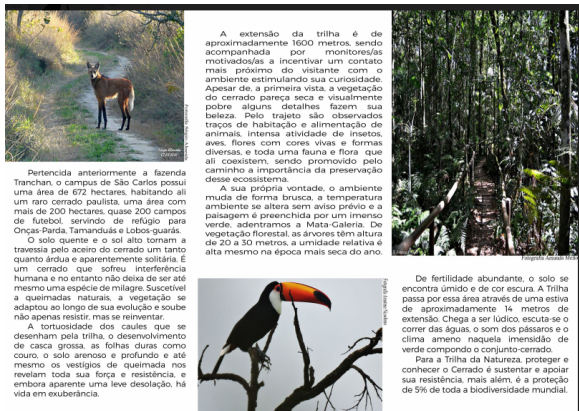 Pertencida anteriormente a fazenda
Tranchan, o campus de São Carlos possui
uma área de 672 hectares, habitando ali
um raro cerrado paulista, uma área com
mais de 200 hectares, quase 200 campos
de futebol, servindo de refúgio para
Onças-Parda, Tamanduás e Lobos-guarás.
O solo quente e o sol alto tornam a
travessia pelo aceiro do cerrado um tanto
quanto árdua e aparentemente solitária. É
um cerrado que sofreu interferência
humana e no entanto não deixa de ser até
mesmo uma espécie de milagre. Suscetível
a queimadas naturais, a vegetação se
adaptou ao longo de sua evolução e soube
não apenas resistir, mas se reinventar.
A tortuosidade dos caules que se
desenham pela trilha, o desenvolvimento
de casca grossa, as folhas duras como
couro, o solo arenoso e profundo e até
mesmo os vestígios de queimada nos
revelam toda sua força e resistência, e
embora aparente uma leve desolação, há
vida em exuberância.
A extensão da trilha é de
aproximadamente 1600 metros, sendo
acompanhada por monitores/as
motivados/as a incentivar um contato
mais próximo do visitante com o
ambiente estimulando sua curiosidade.
Apesar de, a primeira vista, a vegetação
do cerrado pareça seca e visualmente
pobre alguns detalhes fazem sua
beleza. Pelo trajeto são observados
traços de habitação e alimentação de
animais, intensa atividade de insetos,
aves, flores com cores vivas e formas
diversas, e toda uma fauna e flora que
ali coexistem, sendo promovido pelo
caminho a importância da preservação
desse ecossistema.
A sua própria vontade, o ambiente
muda de forma brusca, a temperatura
ambiente se altera sem aviso prévio e a
paisagem é preenchida por um imenso
verde, adentramos a Mata-Galeria. De
vegetação florestal, as árvores têm altura
de 20 a 30 metros, a umidade relativa é
alta mesmo na época mais seca do ano.
Fotografia Amanda Mello
De fertilidade abundante, o solo se
encontra úmido e de cor escura. A Trilha
passa por essa área através de uma estiva
de aproximadamente 14 metros de
extensão. Chega a ser lúdico, escuta-se o
correr das águas, o som dos pássaros e o
clima ameno naquela imensidão de
verde compondo o conjunto-cerrado.
Para a Trilha da Natureza, proteger e
conhecer o Cerrado é sustentar e apoiar
sua resistência, mais além, é a proteção
de 5% de toda a biodiversidade mundial.